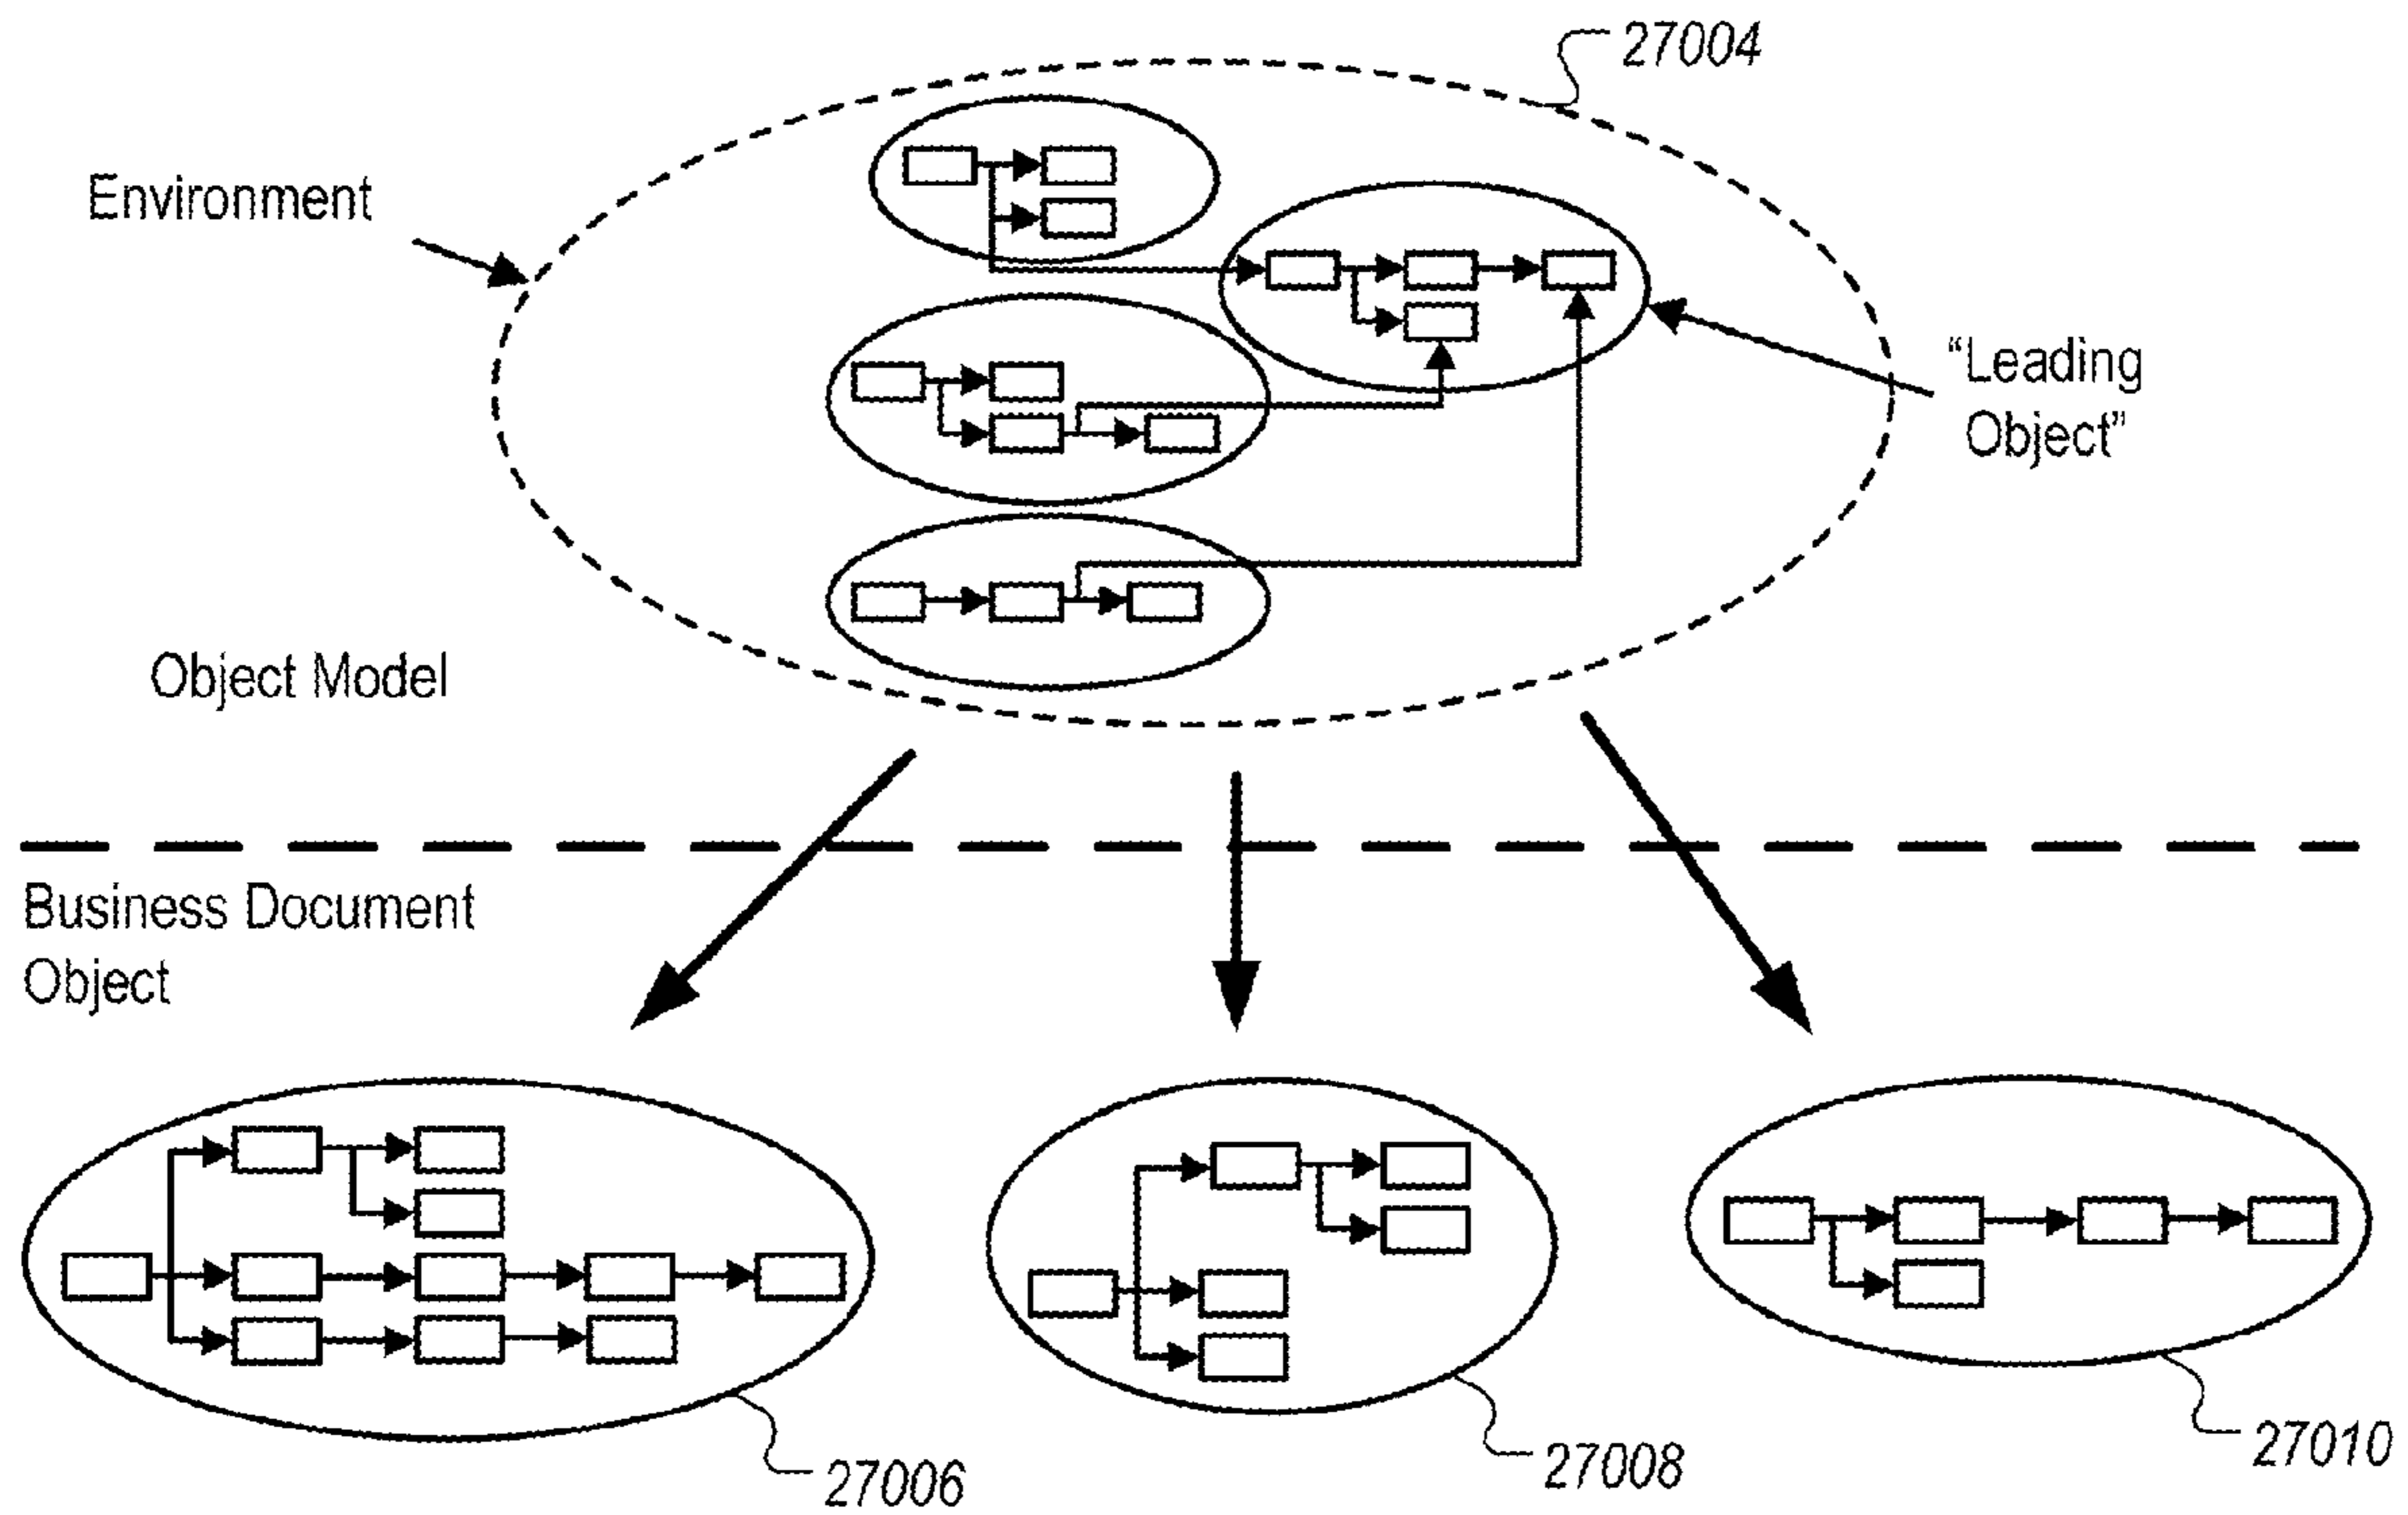 27004
Environment
“Leading
Object”
Object Model
Business Document
Object
27006
27008
27010